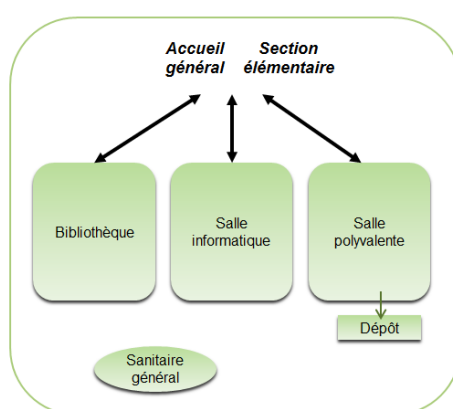 Accueil général
Section élémentaire
Bibliothèque
Salle
informatique
Salle
polyvalente
Dépôt
Sanitaire
général